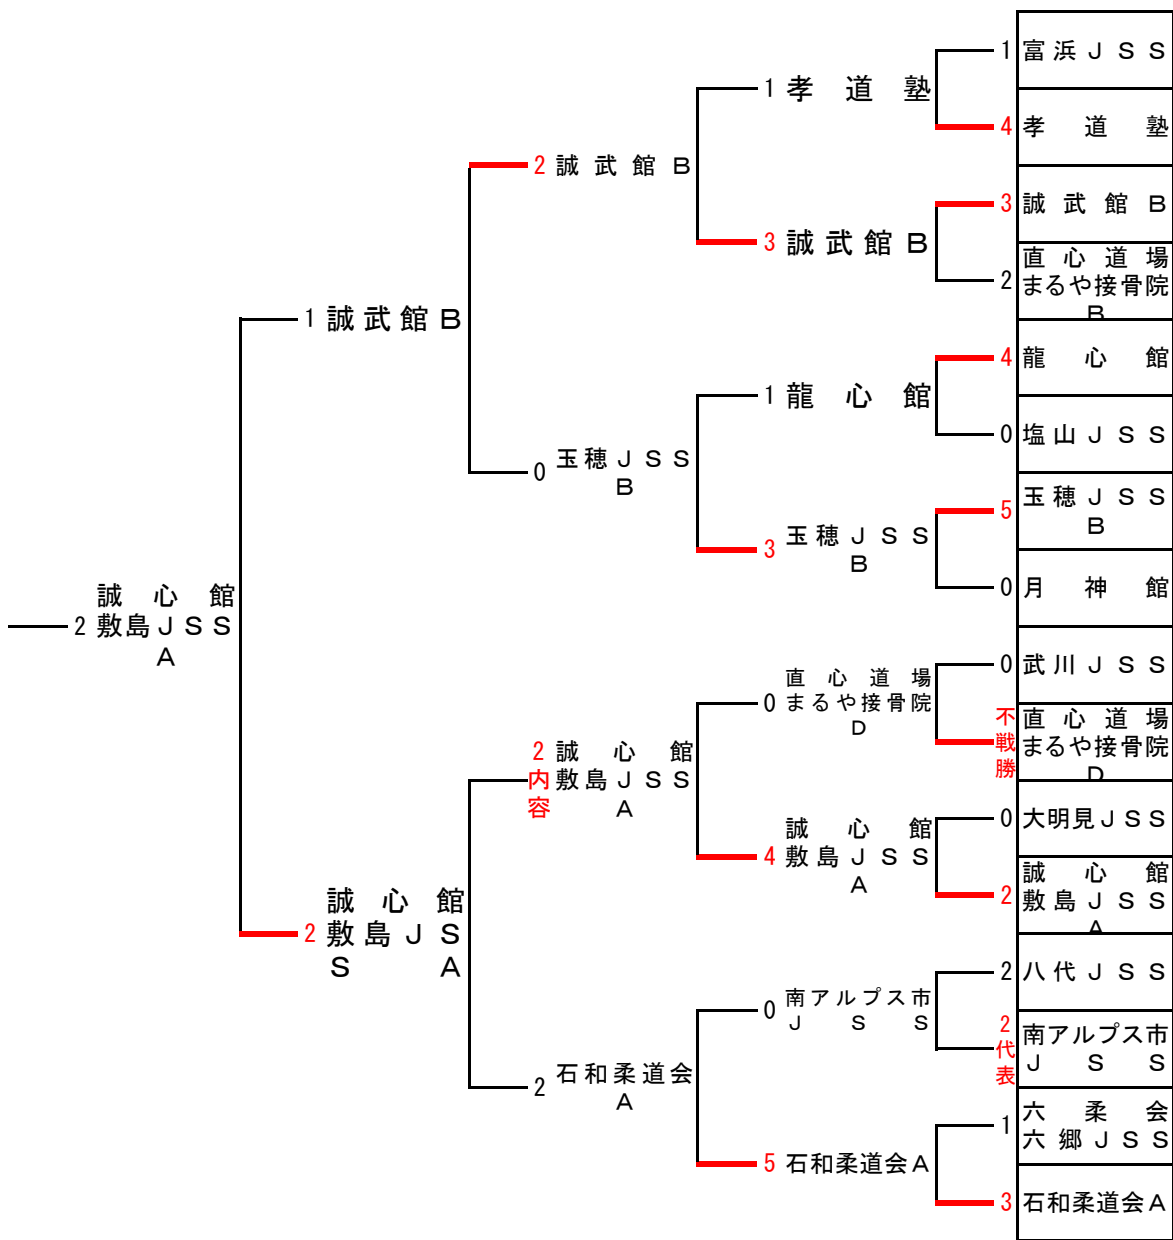 1 富浜ＪＳＳ
4 孝道塾
3 誠武館Ｂ
2 直心道場
まるや接骨院
Ｂ
4 龍心館
0 塩山ＪＳＳ
5 玉穂ＪＳＳ
Ｂ
0 月神館
0 武川ＪＳＳ
不戦勝 直心道場
まるや接骨院
Ｄ
0 大明見ＪＳＳ
2 誠心館
敷島ＪＳＳ
Ａ
2 八代ＪＳＳ
2代表 南アルプス市
ＪＳＳ
1 六柔会
六郷ＪＳＳ
3 石和柔道会Ａ
1 孝道塾
3 誠武館Ｂ
1 龍心館
3 玉穂ＪＳＳ
Ｂ
0 直心道場
まるや接骨院
Ｄ
4 誠心館
敷島ＪＳＳ
Ａ
0 南アルプス市
ＪＳＳ
5 石和柔道会Ａ
2 誠武館Ｂ
0 玉穂ＪＳＳ
Ｂ
2内容 誠心館
敷島ＪＳＳ
Ａ
2 石和柔道会
Ａ
1 誠武館Ｂ
2 誠心館
敷島ＪＳ
ＳＡ
2 誠心館
敷島ＪＳＳ
Ａ